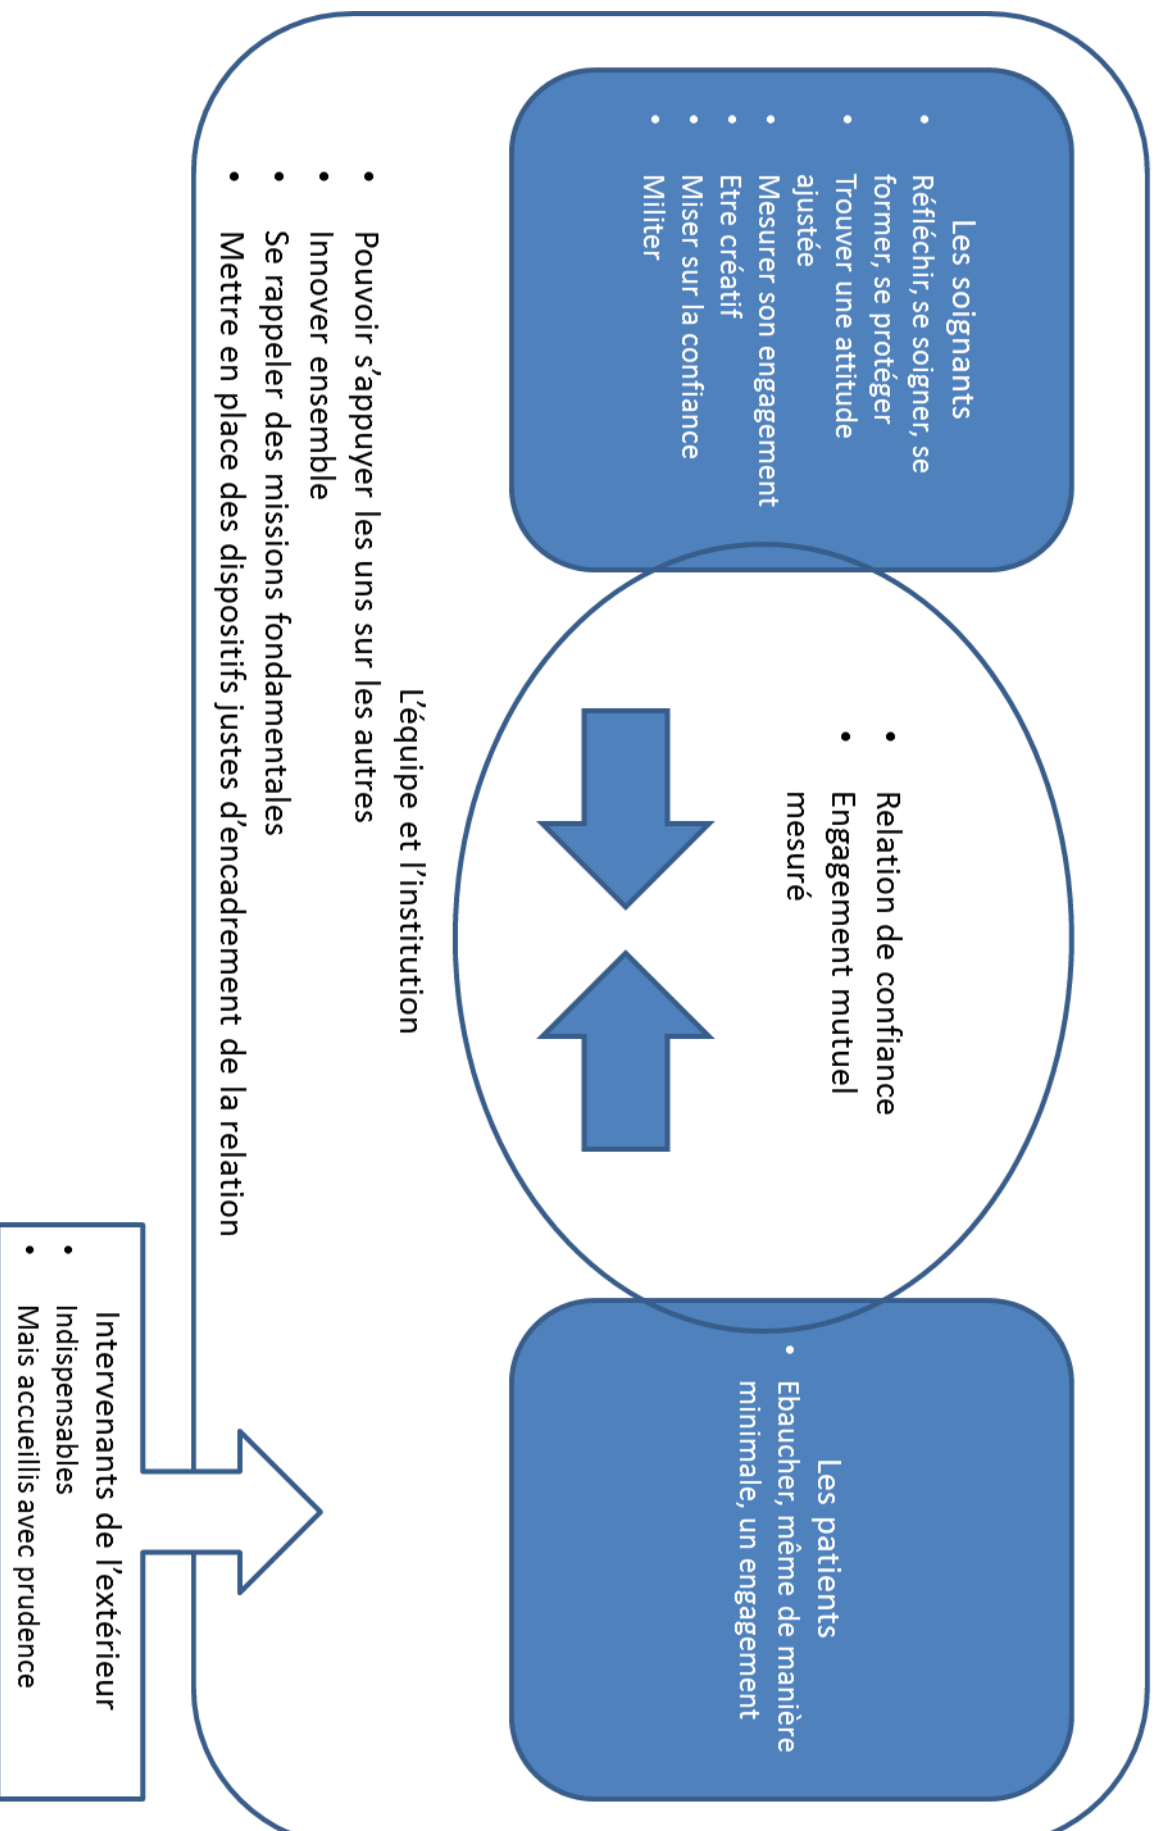 Les soignants
• Réfléchir, se soigner, se
former, se protéger
• Trouver une attitude
ajustée
• Mesurer son engagement
• Etre créatif
• Miser sur la confiance
• Militer
• Relation de confiance
• Engagement mutuel
mesuré
Les patients
• Ebaucher, même de manière
minimale, un engagement
L'équipe et l'institution
• Pouvoir s'appuyer les uns sur les autres
• Innover ensemble
• Se rappeler des missions fondamentales
• Mettre en place des dispositifs justes d'encadrement de la relation
Intervenants de l'extérieur
• Indispensables
• Mais accueillis avec prudence